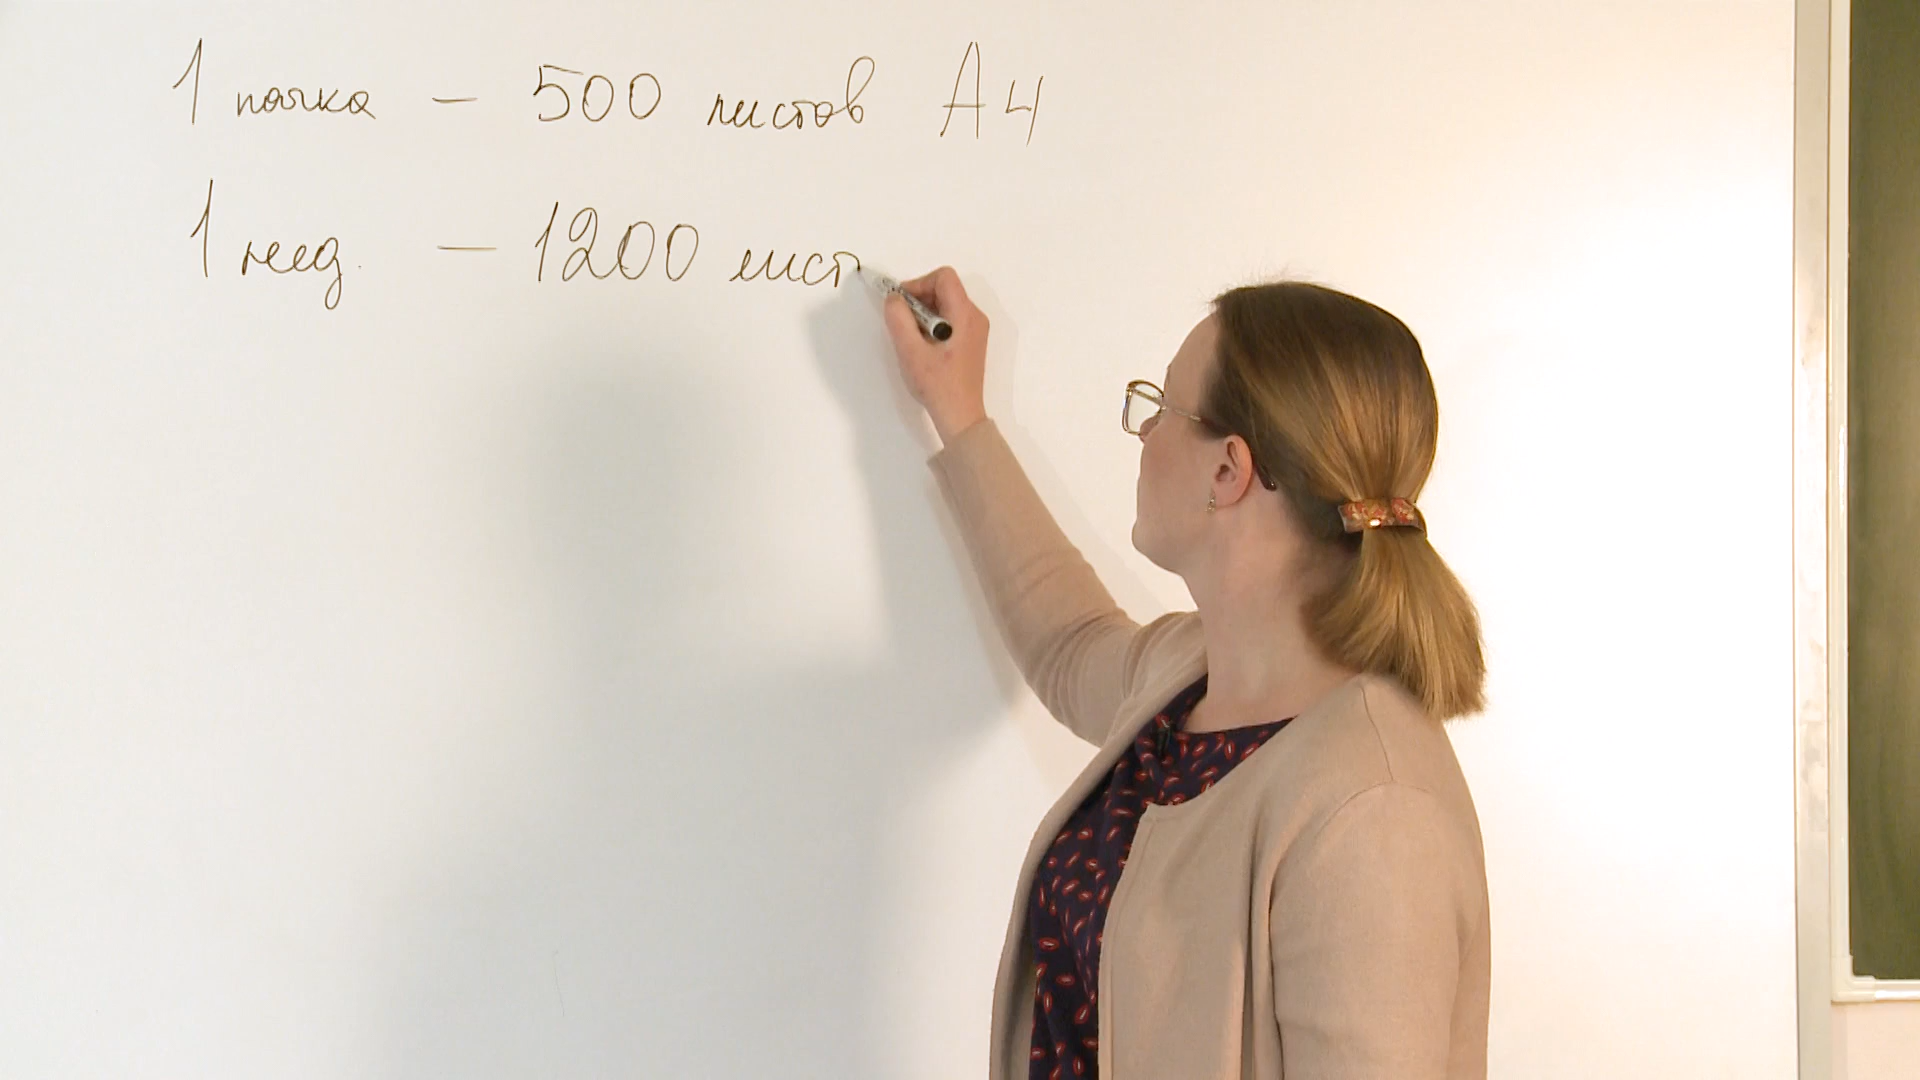 1 пачка — 500 листов А4
1 нед. — 1200 лист